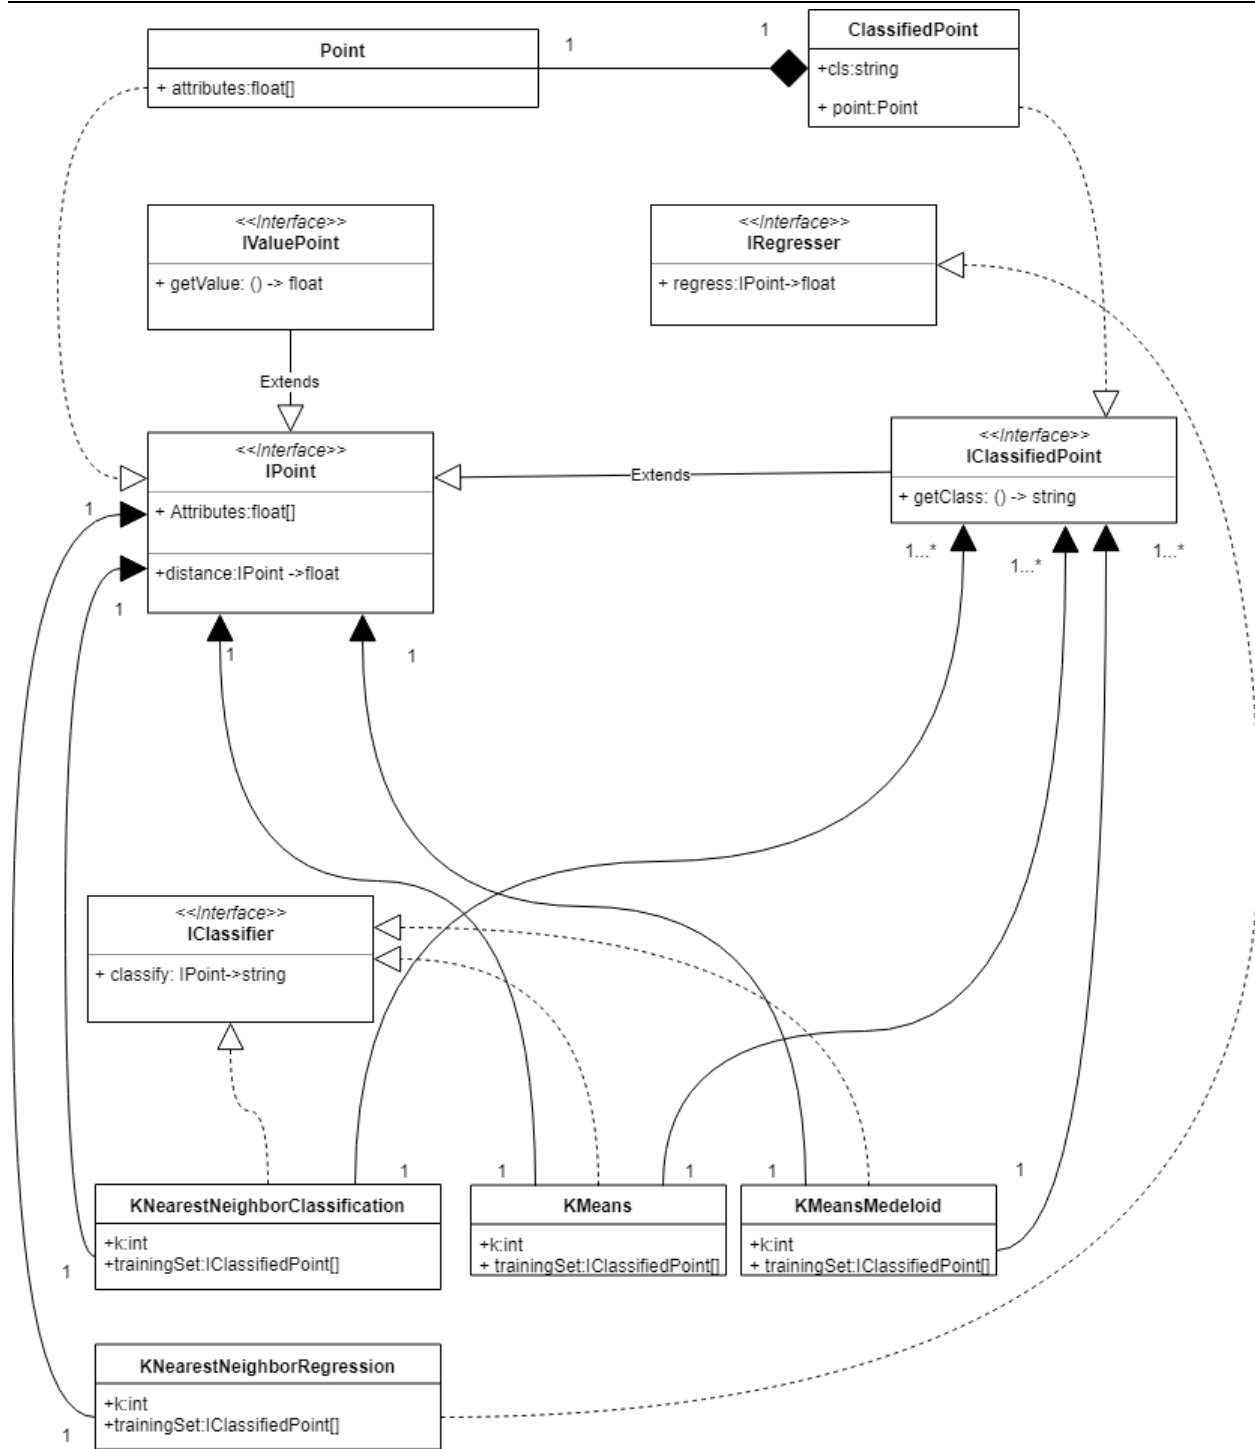 Point
+ attributes:float[]
1
1
ClassifiedPoint
+cls:string
+ point:Point
<<Interface>>
IValuePoint
+ getValue: () -> float
<<Interface>>
IRegresser
+ regress:IPoint->float
Extends
<<Interface>>
IPoint
+ Attributes:float[]
+distance:IPoint ->float
Extends
<<Interface>>
IClassifiedPoint
+ getClass: () -> string
1
1
1
1
1...*
1...*
1...*
<<Interface>>
IClassifier
+ classify: IPoint->string
1
1
1
1
1
KNearestNeighborClassification
+k:int
+trainingSet:IClassifiedPoint[]
KMeans
+k:int
+ trainingSet:IClassifiedPoint[]
KMeansMedeloid
+k:int
+ trainingSet:IClassifiedPoint[]
1
KNearestNeighborRegression
+k:int
+trainingSet:IClassifiedPoint[]
1